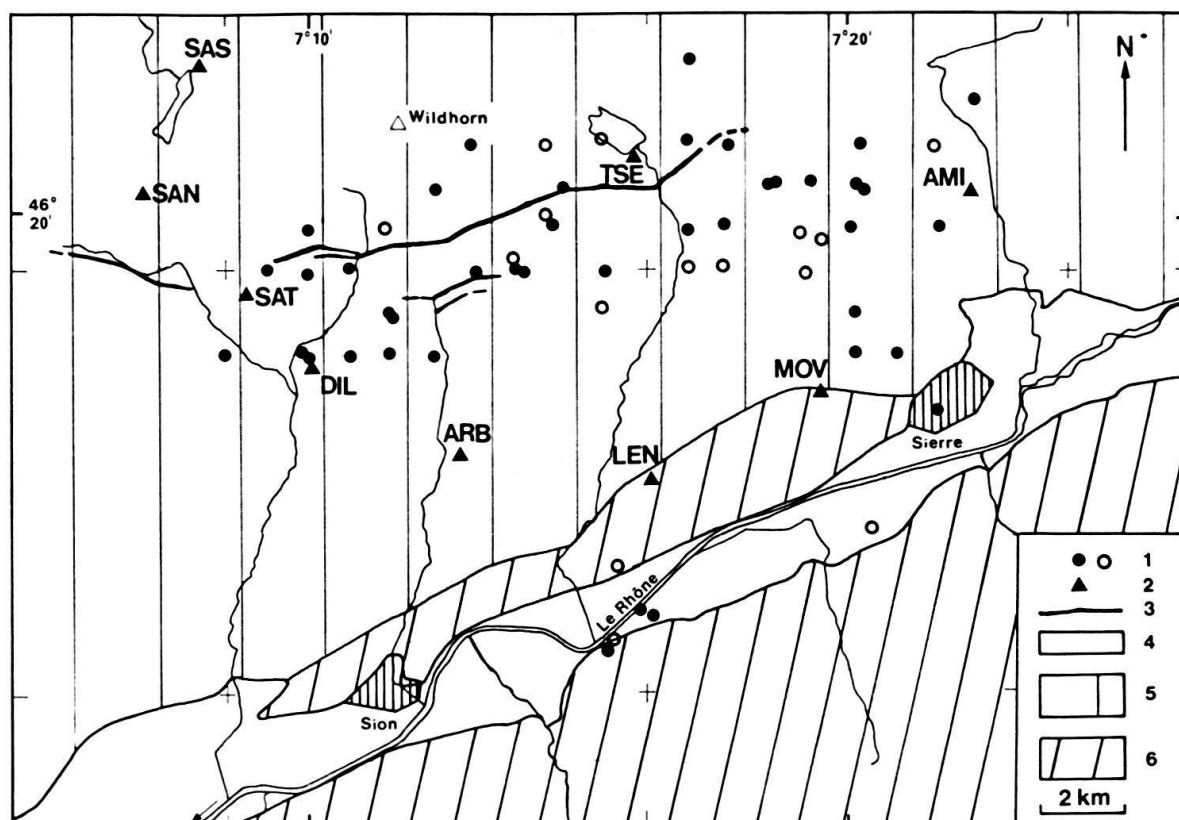 7°10'
7°20'
N
SAS
Wildhorn
TSE
SAN
AMI
46°
20'
SAT
DIL
MOV
ARB
Sierre
LEN
Le Rhône
Sion
1
2
3
4
5
6
2 km